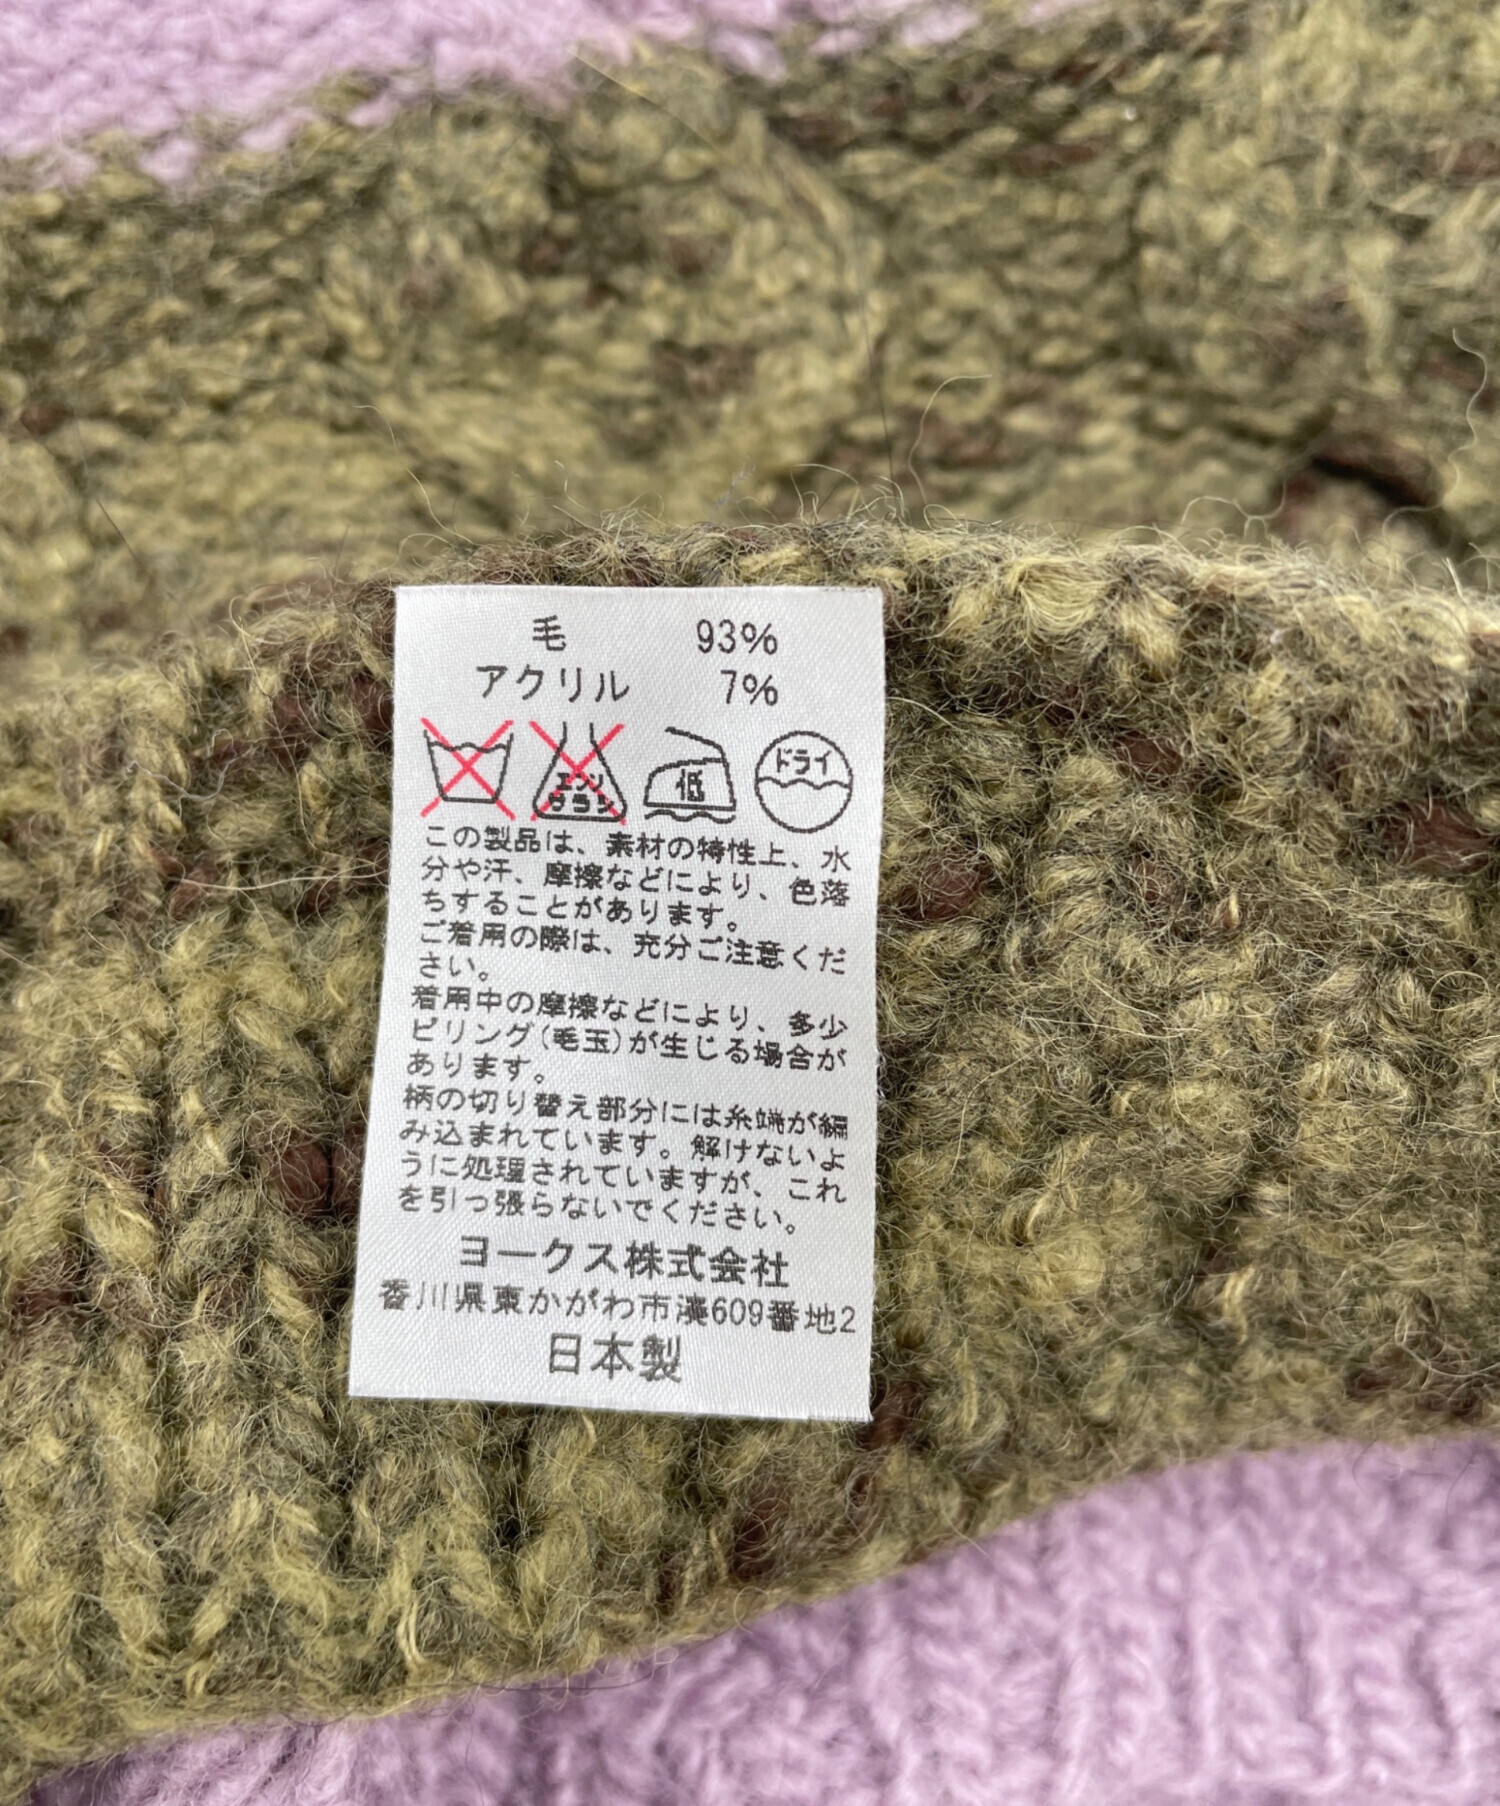 毛 93%
アクリル 7%
エンソ
サラシ
低
ドライ
この製品は、素材の特性上、水
分や汗、摩擦などにより、色落
ちすることがあります。
ご着用の際は、充分ご注意くだ
さい。
着用中の摩擦などにより、多少
ピリング(毛玉)が生じる場合が
あります。
柄の切り替え部分には糸端が編
み込まれています。解けないよ
うに処理されていますが、これ
を引っ張らないでください。
ヨークス株式会社
香川県東かがわ市湊609番地2
日本製